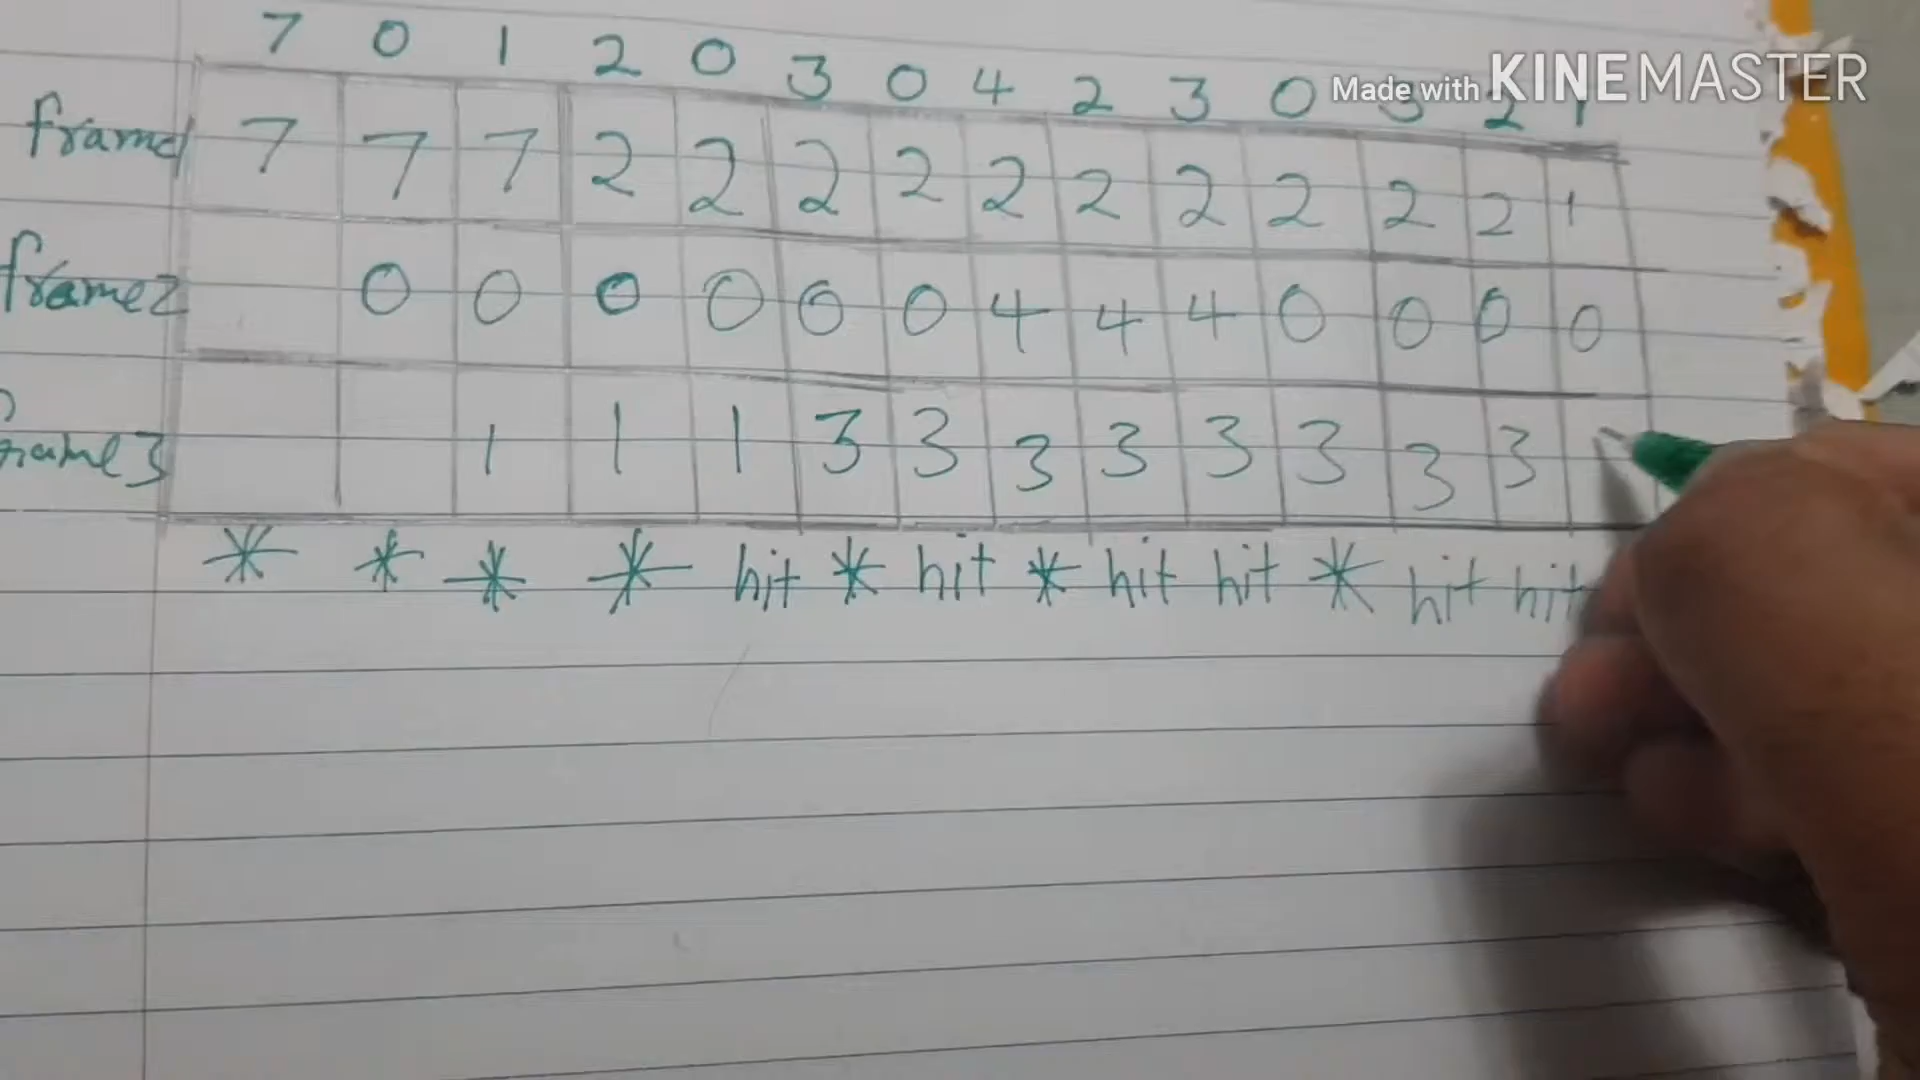 Made with KINEMASTER
7 0 1 2 0 3 0 4 2 3 0 3 2 1
frame1 7 7 7 2 2 2 2 2 2 2 2 2 2 1
frame2 0 0 0 0 0 0 4 4 4 0 0 0 0
frame3 1 1 1 3 3 3 3 3 3 3 3
* * * * hit * hit * hit hit * hit hit